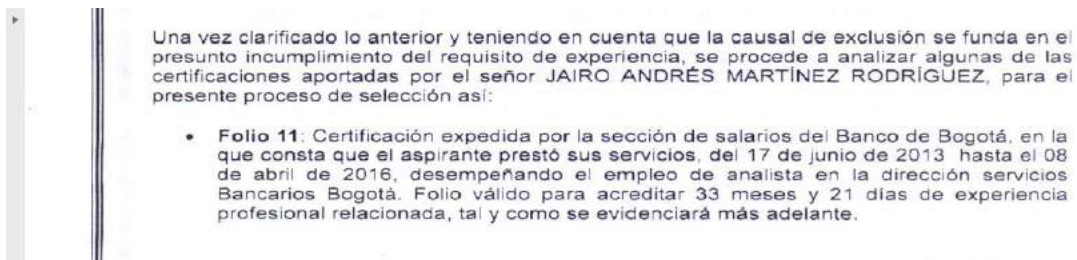 Una vez clarificado lo anterior y teniendo en cuenta que la causal de exclusión se funda en el
presunto incumplimiento del requisito de experiencia, se procede a analizar algunas de las
certificaciones aportadas por el señor JAIRO ANDRÉS MARTÍNEZ RODRÍGUEZ, para el
presente proceso de selección así:
• Folio 11: Certificación expedida por la sección de salarios del Banco de Bogotá, en la
que consta que el aspirante prestó sus servicios, del 17 de junio de 2013 hasta el 08
de abril de 2016, desempeñando el empleo de analista en la dirección servicios
Bancarios Bogotá. Folio válido para acreditar 33 meses y 21 días de experiencia
profesional relacionada, tal y como se evidenciará más adelante.